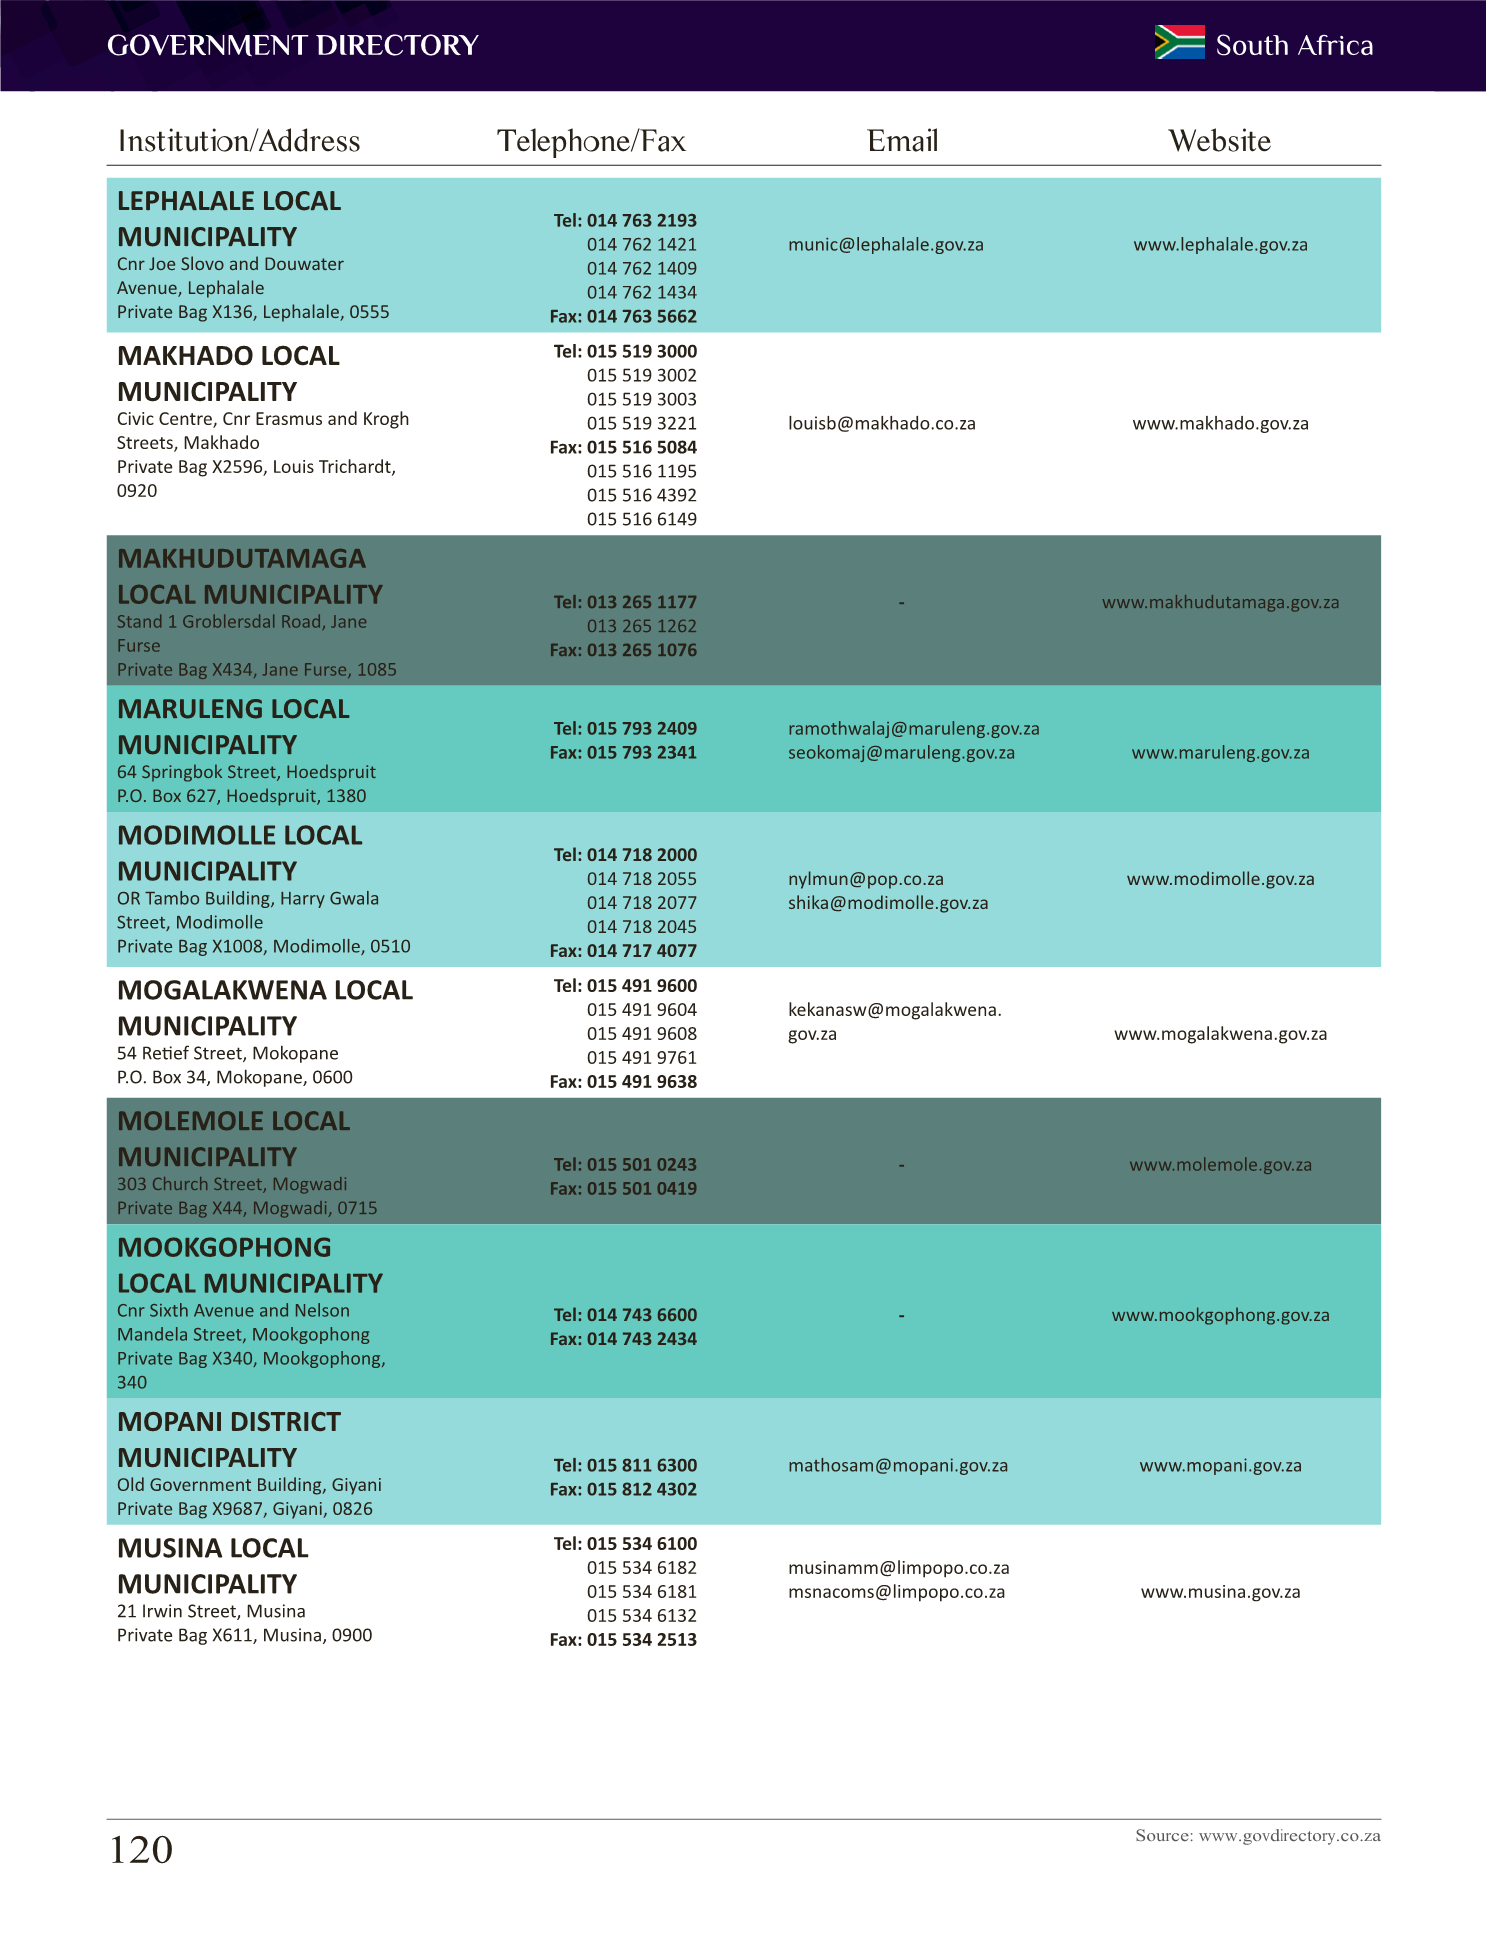 GOVERNMENT DIRECTORY
South Africa
Institution/Address Telephone/Fax Email Website
LEPHALALE LOCAL
MUNICIPALITY
Cnr Joe Slovo and Douwater
Avenue, Lephalale
Private Bag X136, Lephalale, 0555
Tel: 014 763 2193
014 762 1421
014 762 1409
014 762 1434
Fax: 014 763 5662
munic@lephalale.gov.za
www.lephalale.gov.za
MAKHADO LOCAL
MUNICIPALITY
Civic Centre, Cnr Erasmus and Krogh
Streets, Makhado
Private Bag X2596, Louis Trichardt,
0920
Tel: 015 519 3000
015 519 3002
015 519 3003
015 519 3221
Fax: 015 516 5084
015 516 1195
015 516 4392
015 516 6149
louisb@makhado.co.za
www.makhado.gov.za
MAKHUDUTAMAGA
LOCAL MUNICIPALITY
Stand 1 Groblersdal Road, Jane
Furse
Private Bag X434, Jane Furse, 1085
Tel: 013 265 1177
013 265 1262
Fax: 013 265 1076
-
www.makhudutamaga.gov.za
MARULENG LOCAL
MUNICIPALITY
64 Springbok Street, Hoedspruit
P.O. Box 627, Hoedspruit, 1380
Tel: 015 793 2409
Fax: 015 793 2341
ramothwalaj@maruleng.gov.za
seokomaj@maruleng.gov.za
www.maruleng.gov.za
MODIMOLLE LOCAL
MUNICIPALITY
OR Tambo Building, Harry Gwala
Street, Modimolle
Private Bag X1008, Modimolle, 0510
Tel: 014 718 2000
014 718 2055
014 718 2077
014 718 2045
Fax: 014 717 4077
nylmun@pop.co.za
shika@modimolle.gov.za
www.modimolle.gov.za
MOGALAKWENA LOCAL
MUNICIPALITY
54 Retief Street, Mokopane
P.O. Box 34, Mokopane, 0600
Tel: 015 491 9600
015 491 9604
015 491 9608
015 491 9761
Fax: 015 491 9638
kekanasw@mogalakwena.
gov.za
www.mogalakwena.gov.za
MOLEMOLE LOCAL
MUNICIPALITY
303 Church Street, Mogwadi
Private Bag X44, Mogwadi, 0715
Tel: 015 501 0243
Fax: 015 501 0419
-
www.molemole.gov.za
MOOKGOPHONG
LOCAL MUNICIPALITY
Cnr Sixth Avenue and Nelson
Mandela Street, Mookgophong
Private Bag X340, Mookgophong,
340
Tel: 014 743 6600
Fax: 014 743 2434
-
www.mookgophong.gov.za
MOPANI DISTRICT
MUNICIPALITY
Old Government Building, Giyani
Private Bag X9687, Giyani, 0826
Tel: 015 811 6300
Fax: 015 812 4302
mathosam@mopani.gov.za
www.mopani.gov.za
MUSINA LOCAL
MUNICIPALITY
21 Irwin Street, Musina
Private Bag X611, Musina, 0900
Tel: 015 534 6100
015 534 6182
015 534 6181
015 534 6132
Fax: 015 534 2513
musinamm@limpopo.co.za
msnacoms@limpopo.co.za
www.musina.gov.za
120
Source: www.govdirectory.co.za